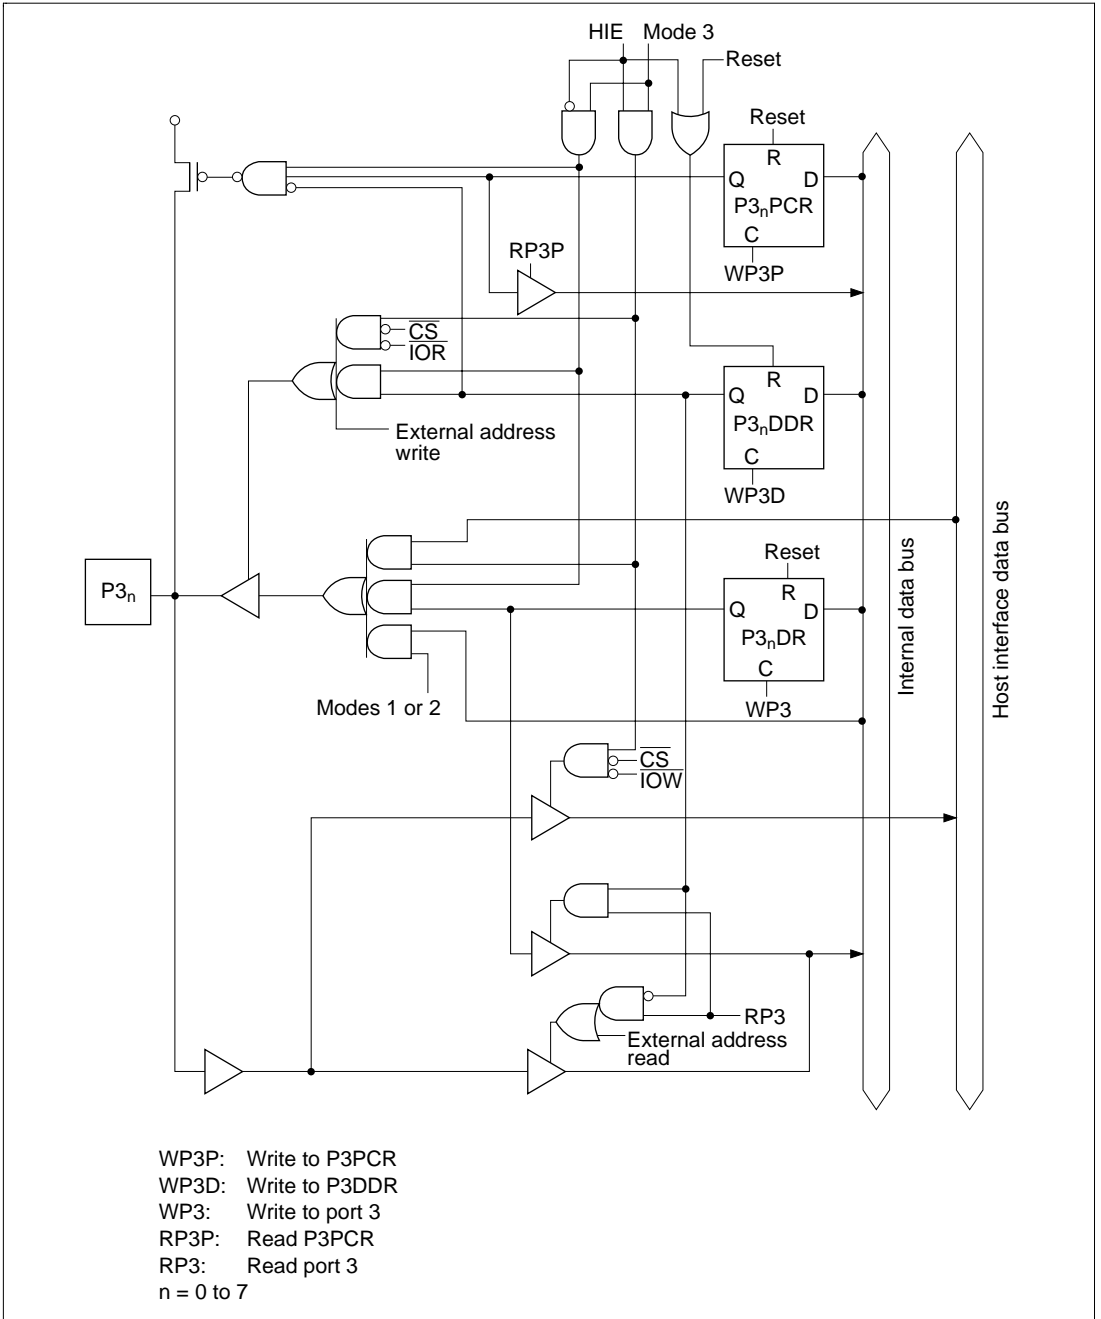 HIE Mode 3
Reset
Reset
R
Q D
P3nPCR
C
WP3P
RP3P
CS
IOR
R
Q D
P3nDDR
C
WP3D
External address
write
Reset
R
Q D
P3nDR
C
WP3
P3n
Modes 1 or 2
Internal data bus
Host interface data bus
CS
IOW
RP3
External address
read
WP3P: Write to P3PCR
WP3D: Write to P3DDR
WP3: Write to port 3
RP3P: Read P3PCR
RP3: Read port 3
n = 0 to 7